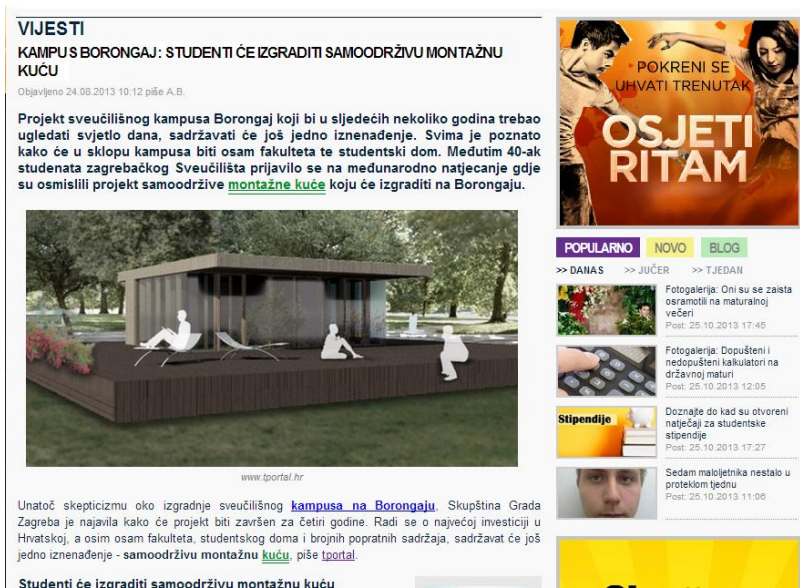 VIJESTI
KAMPUS BORONGAJ: STUDENTI ĆE IZGRADITI SAMOODRŽIVU MONTAŽNU
KUĆU
Objavljeno 24.08.2013 10:12 piše A.B.
Projekt sveučilišnog kampusa Borongaj koji bi u sljedećih nekoliko godina trebao
ugledati svjetlo dana, sadržavati će još jedno iznenađenje. Svima je poznato
kako će u sklopu kampusa biti osam fakulteta te studentski dom. Međutim 40-ak
studenata zagrebačkog Sveučilišta prijavilo se na međunarodno natjecanje gdje
su osmislili projekt samoodržive montažne kuće koju će izgraditi na Borongaju.
www.tportal.hr
Unatoč skepticizmu oko izgradnje sveučilišnog kampusa na Borongaju, Skupština Grada
Zagreba je najavila kako će projekt biti završen za četiri godine. Radi se o najvećoj investiciji u
Hrvatskoj, a osim osam fakulteta, studentskog doma i brojnih popratnih sadržaja, sadržavat će još
jedno iznenađenje - samoodrživu montažnu kuću, piše tportal.
Studenti će izgraditi samoodrživu montažnu kuću
POKRENI SE
UHVATI TRENUTAK
OSJETI
RITAM
POPULARNO NOVO BLOG
>> DANAS >> JUČER >> TJEDAN
Fotogalerija: Oni su se zaista
osramotili na maturalnoj
večeri
Post: 25.10.2013 17:45
Fotogalerija: Dopušteni i
nedopušteni kalkulatori na
državnoj maturi
Post: 25.10.2013 12:05
Stipendije
Doznajte do kad su otvoreni
natječaji za studentske
stipendije
Post: 25.10.2013 17:27
Sedam maloljetnika nestalo u
proteklom tjednu
Post: 25.10.2013 11:06